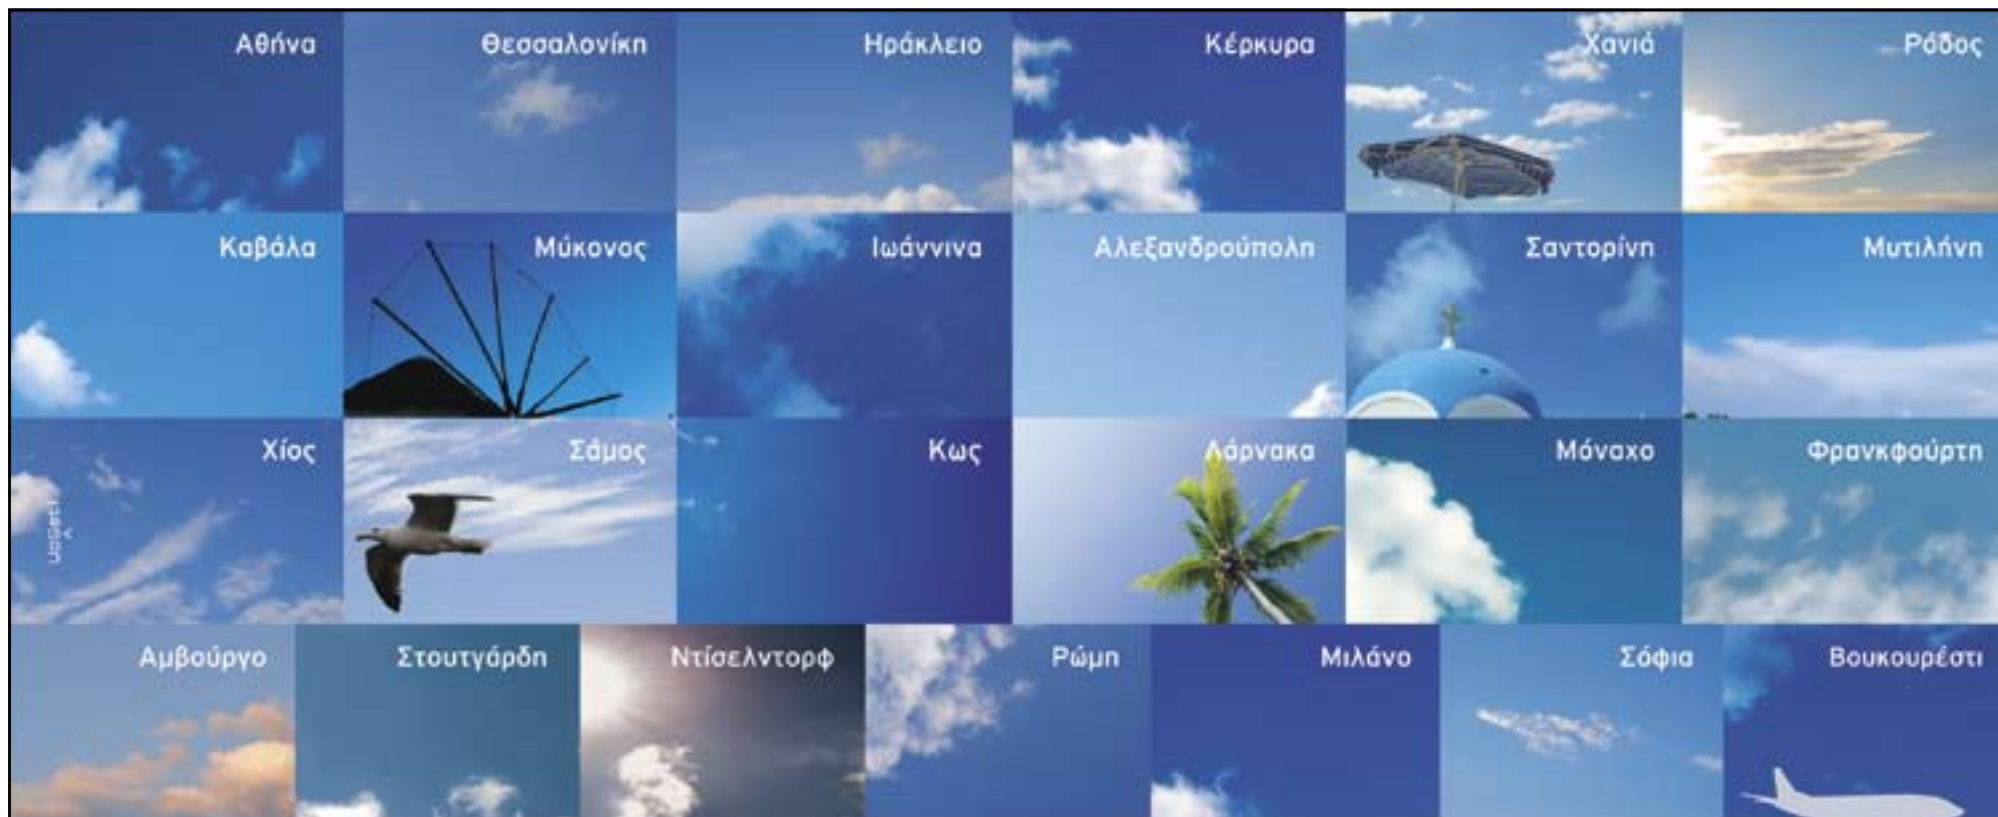 Αθήνα
Θεσσαλονίκη
Ηράκλειο
Κέρκυρα
Χανιά
Ρόδος
Καβάλα
Μύκονος
Ιωάννινα
Αλεξανδρούπολη
Σαντορίνη
Μυτιλήνη
Χίος
Σάμος
Κως
Λάρνακα
Μόναχο
Φρανκφούρτη
Αμβούργο
Στουτγάρδη
Ντίσελντορφ
Ρώμη
Μιλάνο
Σόφια
Βουκουρέστι